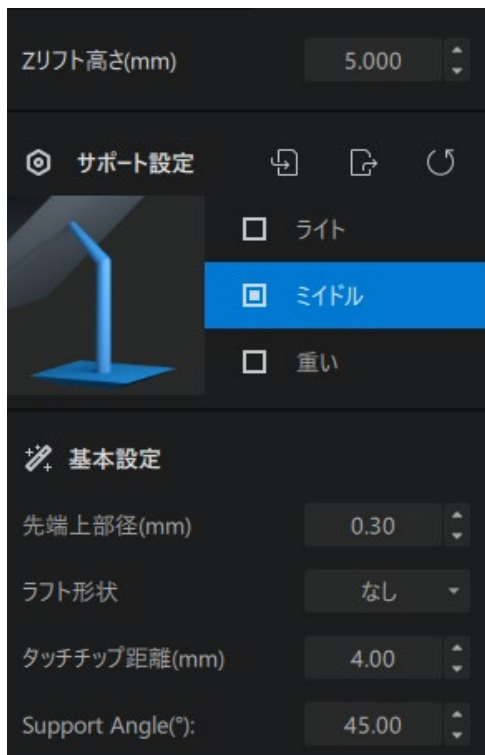 Zリフト高さ(mm) 5.000
サポート設定
ライト
ミイドル
重い
基本設定
先端上部径(mm) 0.30
ラフト形状 なし
タッチチップ距離(mm) 4.00
Support Angle(°): 45.00